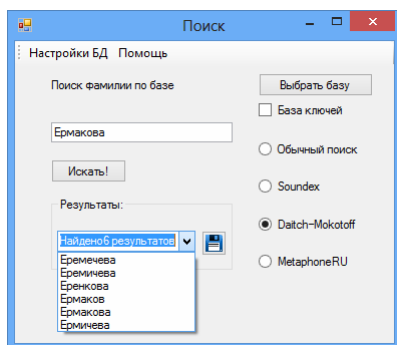 Поиск
Настройки БД Помощь
Поиск фамилии по базе
Выбрать базу
База ключей
Ермакова
Обычный поиск
Искать!
Soundex
Результаты:
Daitch-Mokotoff
Найдено6 результатов
MetaphoneRU
Еремечева
Еремичева
Еренкова
Ермаков
Ермакова
Ермичева